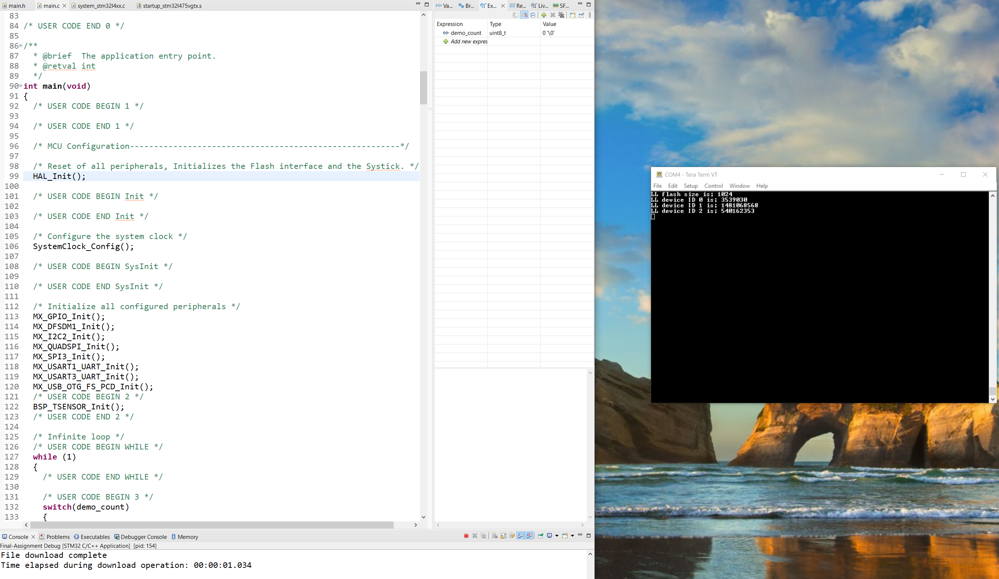 main.h main.c system_stm32l4xx.c startup_stm32l475vgtx.s
83
84 /* USER CODE END 0 */
85
86 /**
87 * @brief The application entry point.
88 * @retval int
89 */
90 int main(void)
91 {
92 /* USER CODE BEGIN 1 */
93
94 /* USER CODE END 1 */
95
96 /* MCU Configuration--------------------------------------------------------*/
97
98 /* Reset of all peripherals, Initializes the Flash interface and the Systick. */
99 HAL_Init();
100
101 /* USER CODE BEGIN Init */
102
103 /* USER CODE END Init */
104
105 /* Configure the system clock */
106 SystemClock_Config();
107
108 /* USER CODE BEGIN SysInit */
109
110 /* USER CODE END SysInit */
111
112 /* Initialize all configured peripherals */
113 MX_GPIO_Init();
114 MX_DFSDM1_Init();
115 MX_I2C2_Init();
116 MX_QUADSPI_Init();
117 MX_SPI3_Init();
118 MX_USART1_UART_Init();
119 MX_USART3_UART_Init();
120 MX_USB_OTG_FS_PCD_Init();
121 /* USER CODE BEGIN 2 */
122 BSP_TSENSOR_Init();
123 /* USER CODE END 2 */
124
125 /* Infinite loop */
126 /* USER CODE BEGIN WHILE */
127 while (1)
128 {
129 /* USER CODE END WHILE */
130
131 /* USER CODE BEGIN 3 */
132 switch(demo_count)
133 {
(x)= Va... Br... Ex... Re... Liv... SF...
Expression Type Value
(x)= demo_count uint8_t 0 '\0'
Add new expres
Console Problems Executables Debugger Console Memory
Final-Assignment Debug [STM32 C/C++ Application] [pid: 154]
File download complete
Time elapsed during download operation: 00:00:01.034
COM4 - Tera Term VT
File Edit Setup Control Window Help
LL flash size is; 1024
LL device ID 0 is; 3539030
LL device ID 1 is; 1481068568
LL device ID 2 is; 540162353